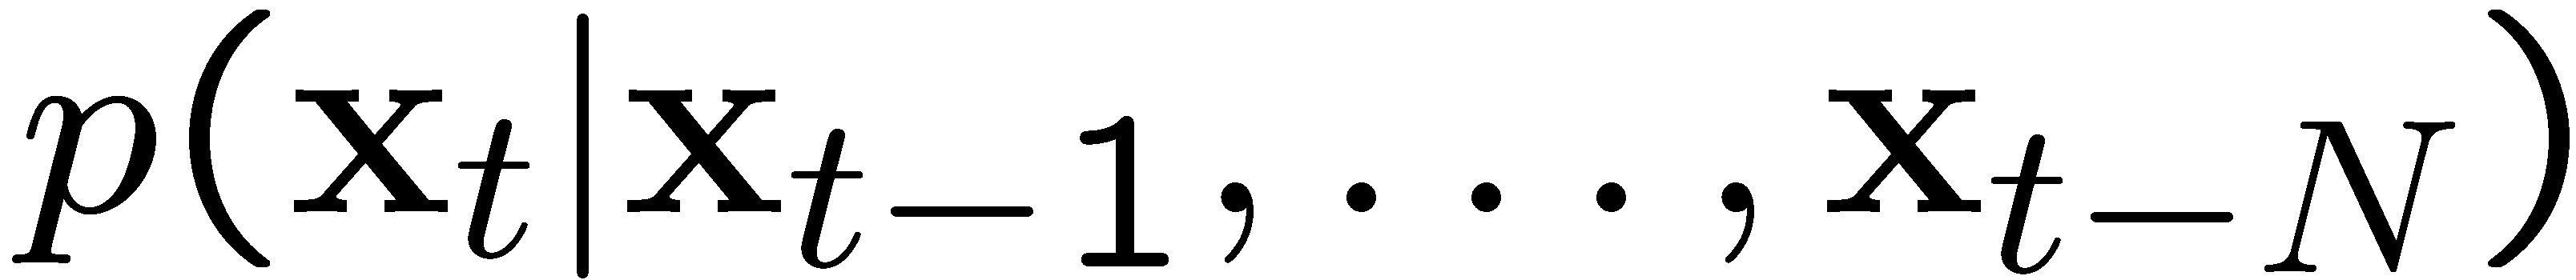 p(𝐱ₜ|𝐱ₜ₋₁, . . . , 𝐱ₜ₋N)